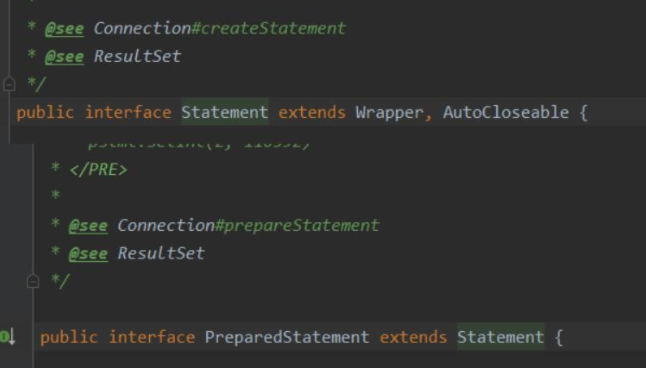 * @see Connection#createStatement
* @see ResultSet
*/
public interface Statement extends Wrapper, AutoCloseable {
* </PRE>
*
* @see Connection#prepareStatement
* @see ResultSet
*/
public interface PreparedStatement extends Statement {